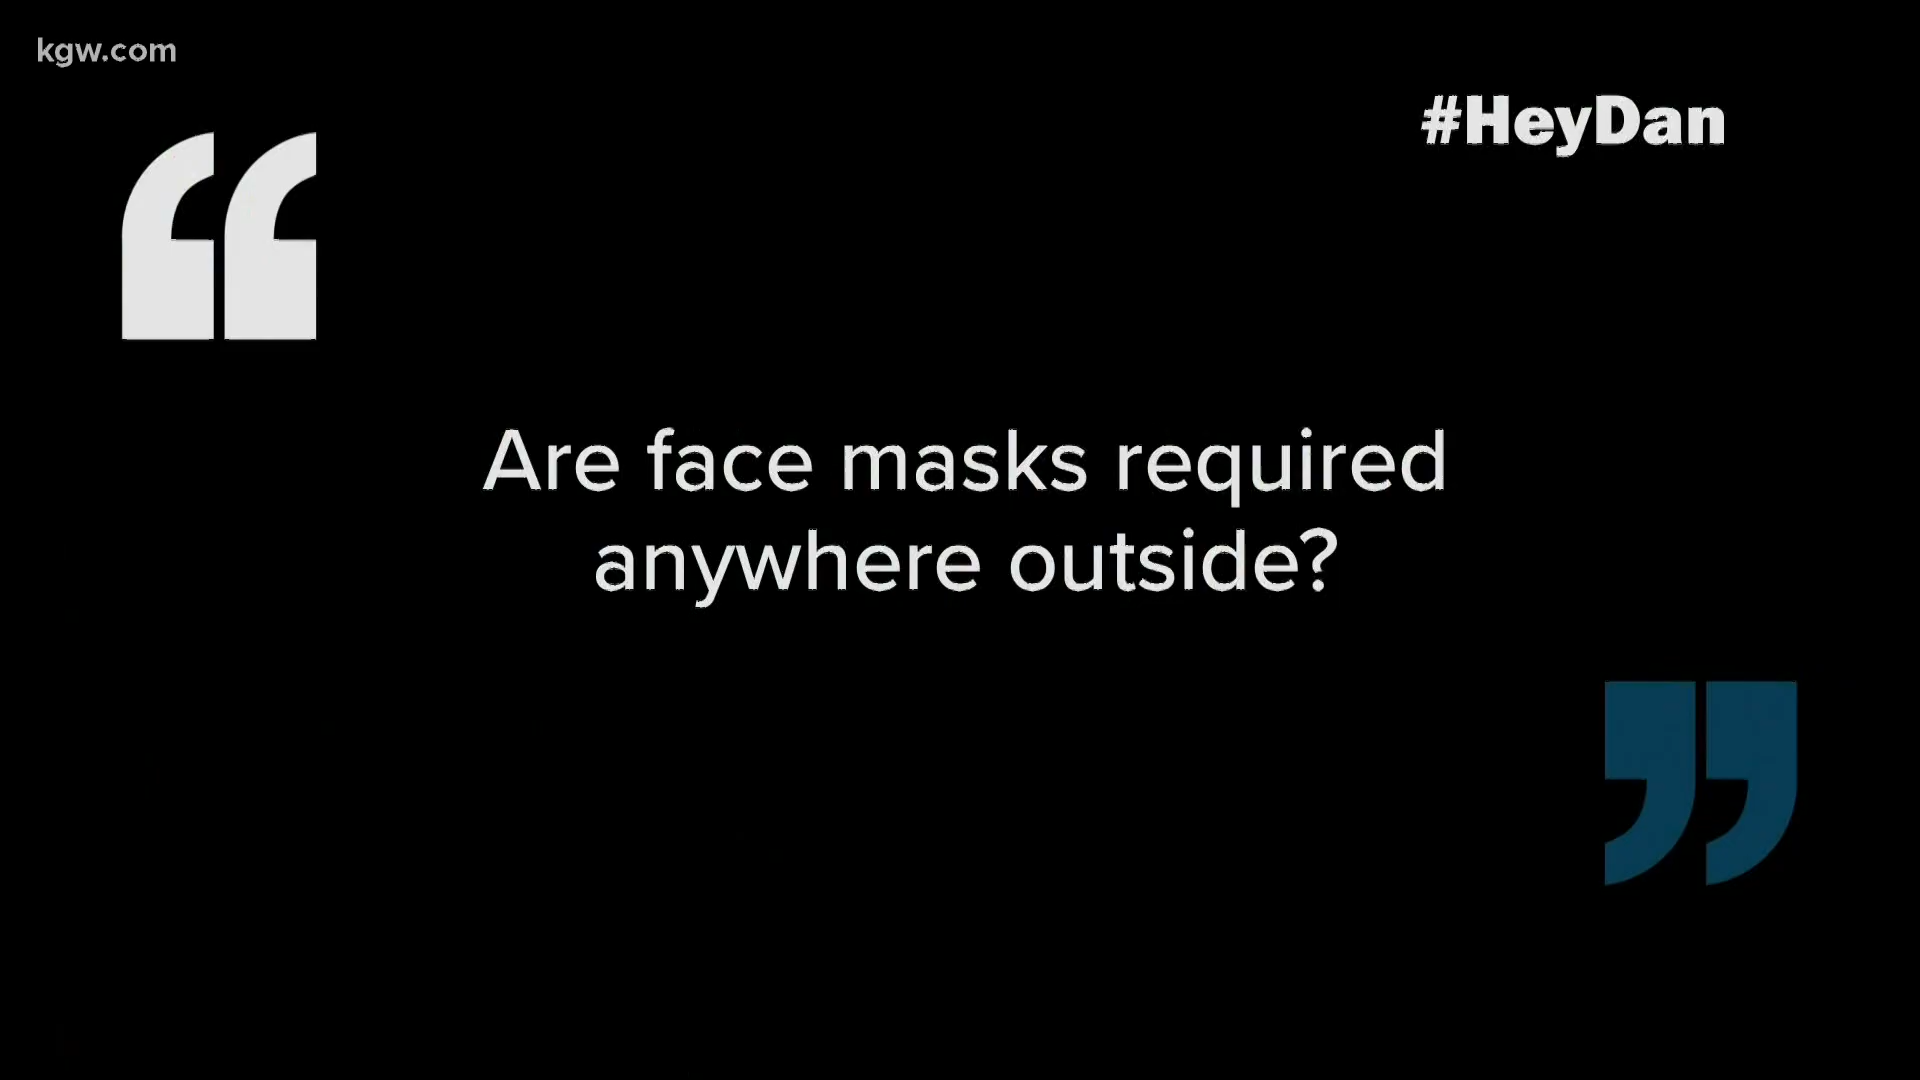 kgw.com
#HeyDan
“
Are face masks required
anywhere outside?
”